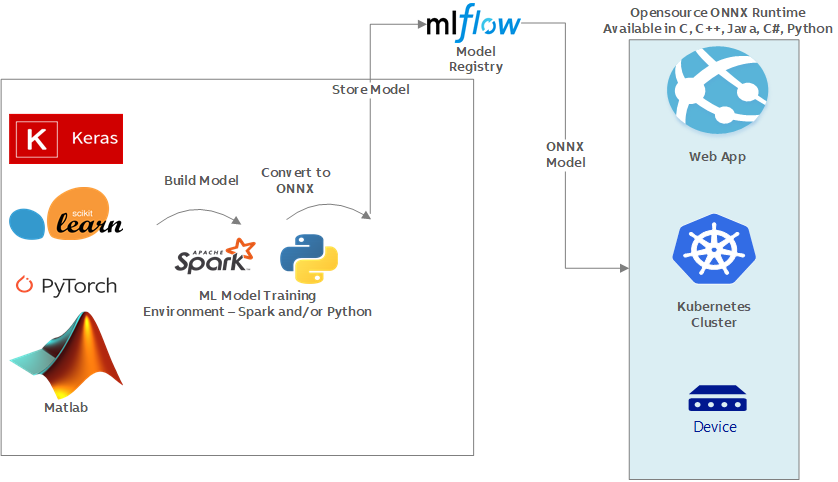 mlflow
Model
Registry
Opensource ONNX Runtime
Available in C, C++, Java, C#, Python
Store Model
K Keras
scikit
learn
PyTorch
Matlab
Build Model
Convert to
ONNX
APACHE
Spark™
ML Model Training
Environment – Spark and/or Python
ONNX
Model
Web App
Kubernetes
Cluster
Device